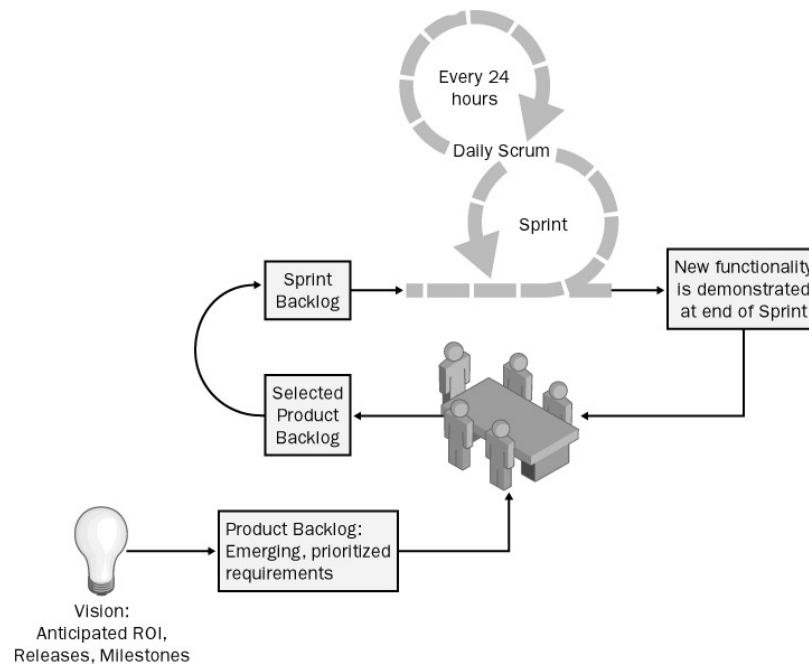 Every 24
hours
Daily Scrum
Sprint
Sprint
Backlog
New functionality
is demonstrated
at end of Sprint
Selected
Product
Backlog
Product Backlog:
Emerging, prioritized
requirements
Vision:
Anticipated ROI,
Releases, Milestones